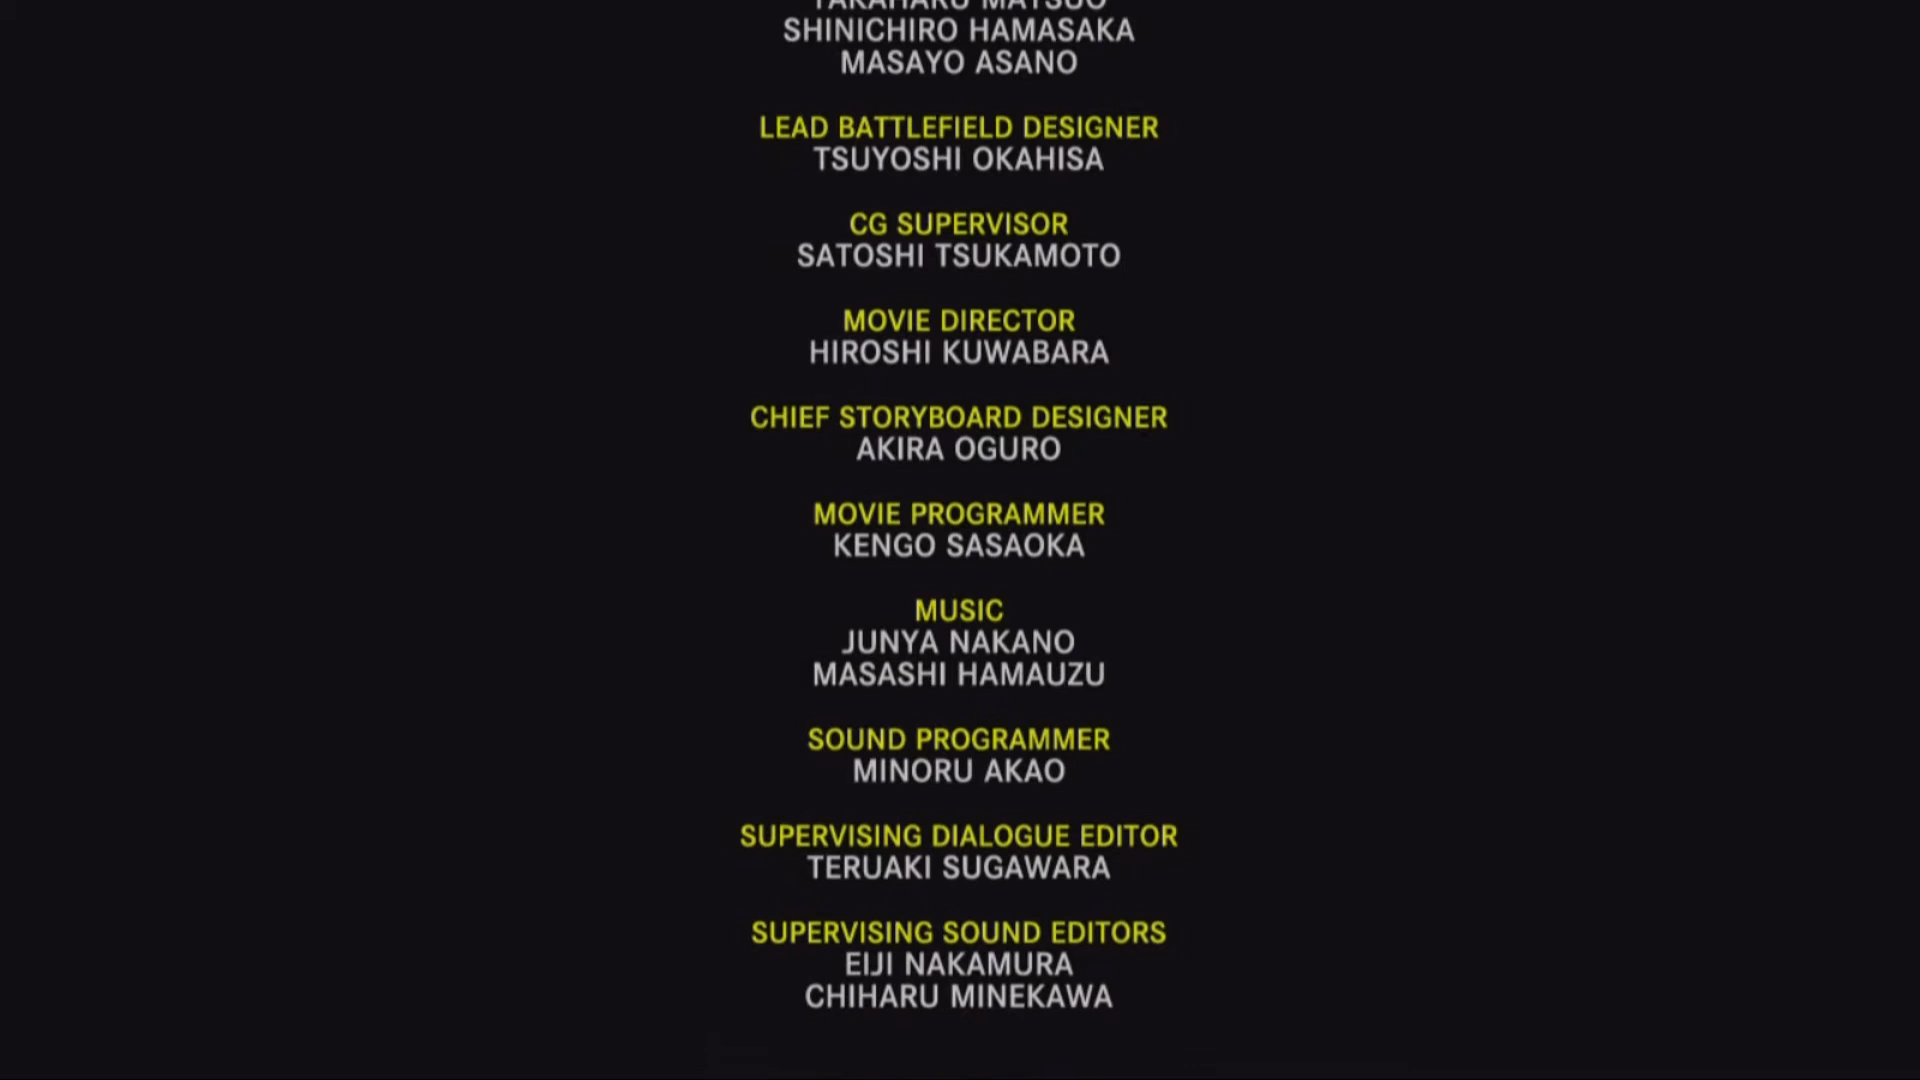 TAKAHARU MATSUO
SHINICHIRO HAMASAKA
MASAYO ASANO
LEAD BATTLEFIELD DESIGNER
TSUYOSHI OKAHISA
CG SUPERVISOR
SATOSHI TSUKAMOTO
MOVIE DIRECTOR
HIROSHI KUWABARA
CHIEF STORYBOARD DESIGNER
AKIRA OGURO
MOVIE PROGRAMMER
KENGO SASAOKA
MUSIC
JUNYA NAKANO
MASASHI HAMAUZU
SOUND PROGRAMMER
MINORU AKAO
SUPERVISING DIALOGUE EDITOR
TERUAKI SUGAWARA
SUPERVISING SOUND EDITORS
EIJI NAKAMURA
CHIHARU MINEKAWA